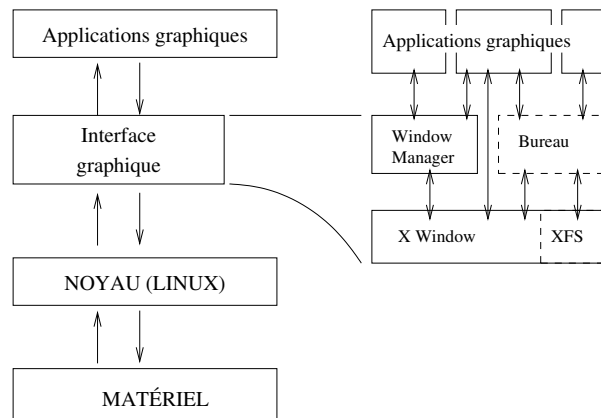 Applications graphiques
Interface
graphique
NOYAU (LINUX)
MATÉRIEL
Applications graphiques
Window
Manager
Bureau
X Window
XFS